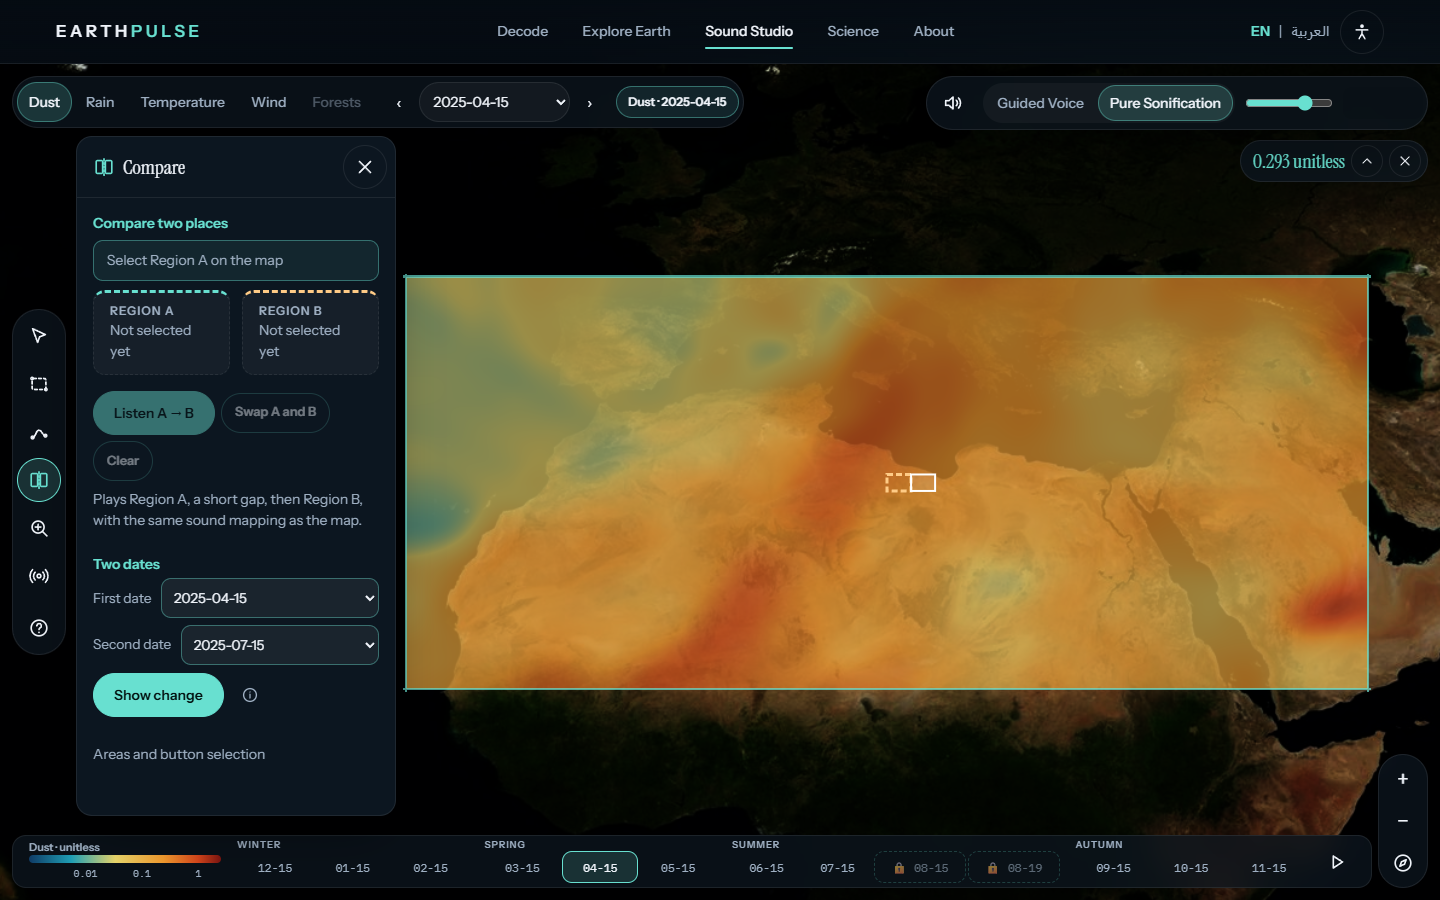 EARTHPULSE
Decode
Explore Earth
Sound Studio
Science
About
EN | العربية
Dust
Rain
Temperature
Wind
Forests
‹
2025-04-15
›
Dust · 2025-04-15
Guided Voice
Pure Sonification
0.293 unitless
Compare
Compare two places
Select Region A on the map
REGION A
Not selected
yet
REGION B
Not selected
yet
Listen A → B
Swap A and B
Clear
Plays Region A, a short gap, then Region B,
with the same sound mapping as the map.
Two dates
First date
2025-04-15
Second date
2025-07-15
Show change
Areas and button selection
+
−
Dust · unitless
0.01
0.1
1
WINTER
12-15
01-15
02-15
SPRING
03-15
04-15
05-15
SUMMER
06-15
07-15
08-15
08-19
AUTUMN
09-15
10-15
11-15